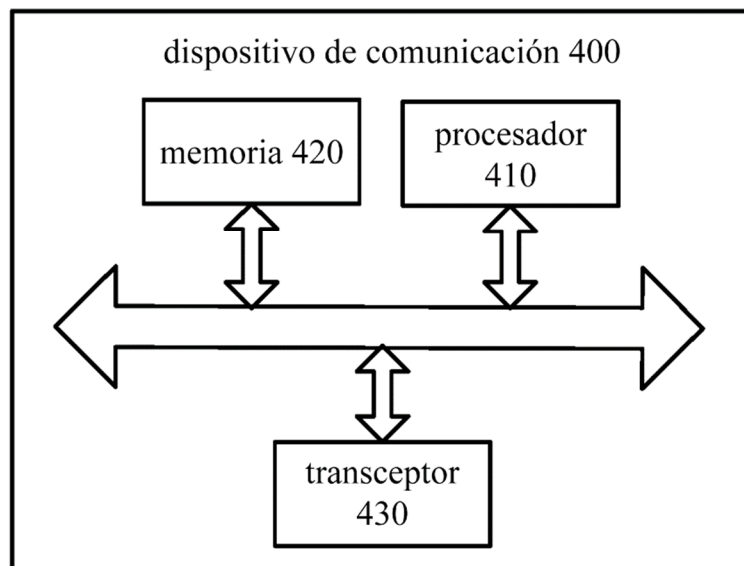 dispositivo de comunicación 400
memoria 420
procesador
410
transceptor
430